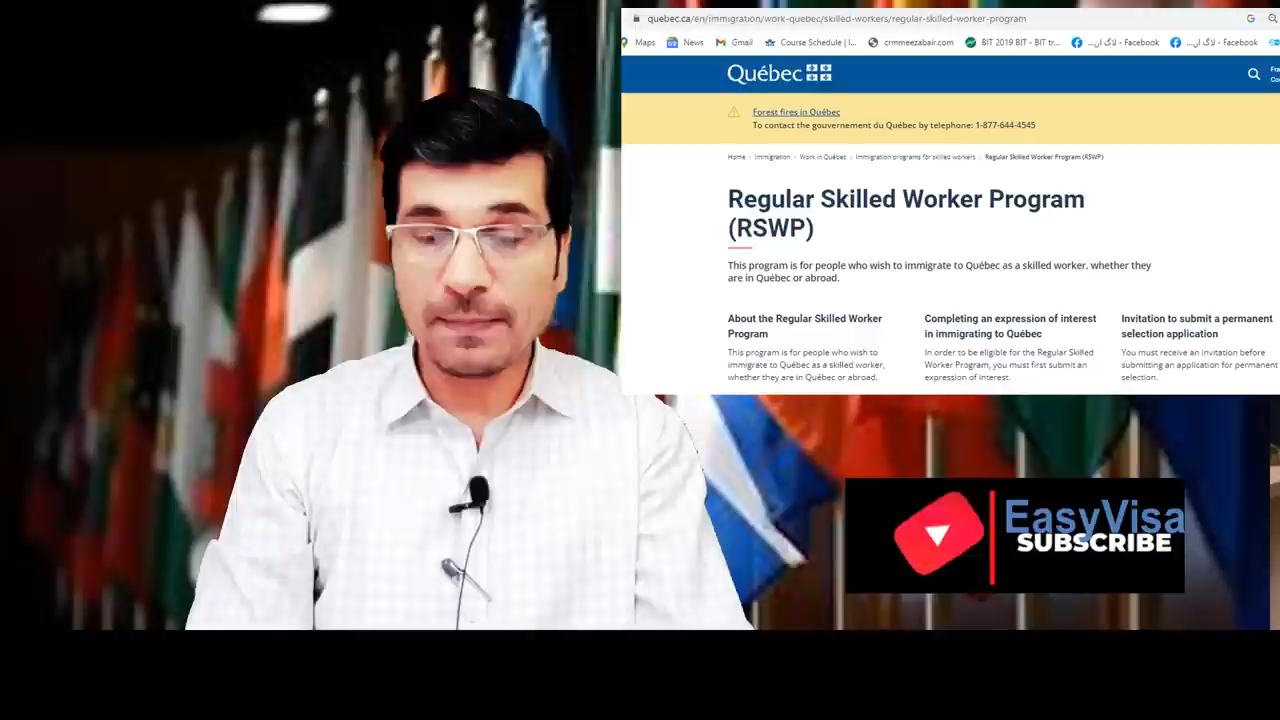 quebec.ca/en/immigration/work-quebec/skilled-workers/regular-skilled-worker-program
Maps News Gmail Course Schedule | I... crmmeezabair.com BIT 2019 BIT - BIT tr... لاگ ان... - Facebook لاگ ان... - Facebook
Québec
Fra
Co
Forest fires in Québec
To contact the gouvernement du Québec by telephone: 1-877-644-4545
Home Immigration Work in Québec Immigration programs for skilled workers Regular Skilled Worker Program (RSWP)
Regular Skilled Worker Program
(RSWP)
This program is for people who wish to immigrate to Québec as a skilled worker, whether they
are in Québec or abroad.
About the Regular Skilled Worker
Program
This program is for people who wish to
immigrate to Québec as a skilled worker,
whether they are in Québec or abroad.
Completing an expression of interest
in immigrating to Québec
In order to be eligible for the Regular Skilled
Worker Program, you must first submit an
expression of interest.
Invitation to submit a permanent
selection application
You must receive an invitation before
submitting an application for permanent
selection.
EasyVisa
SUBSCRIBE